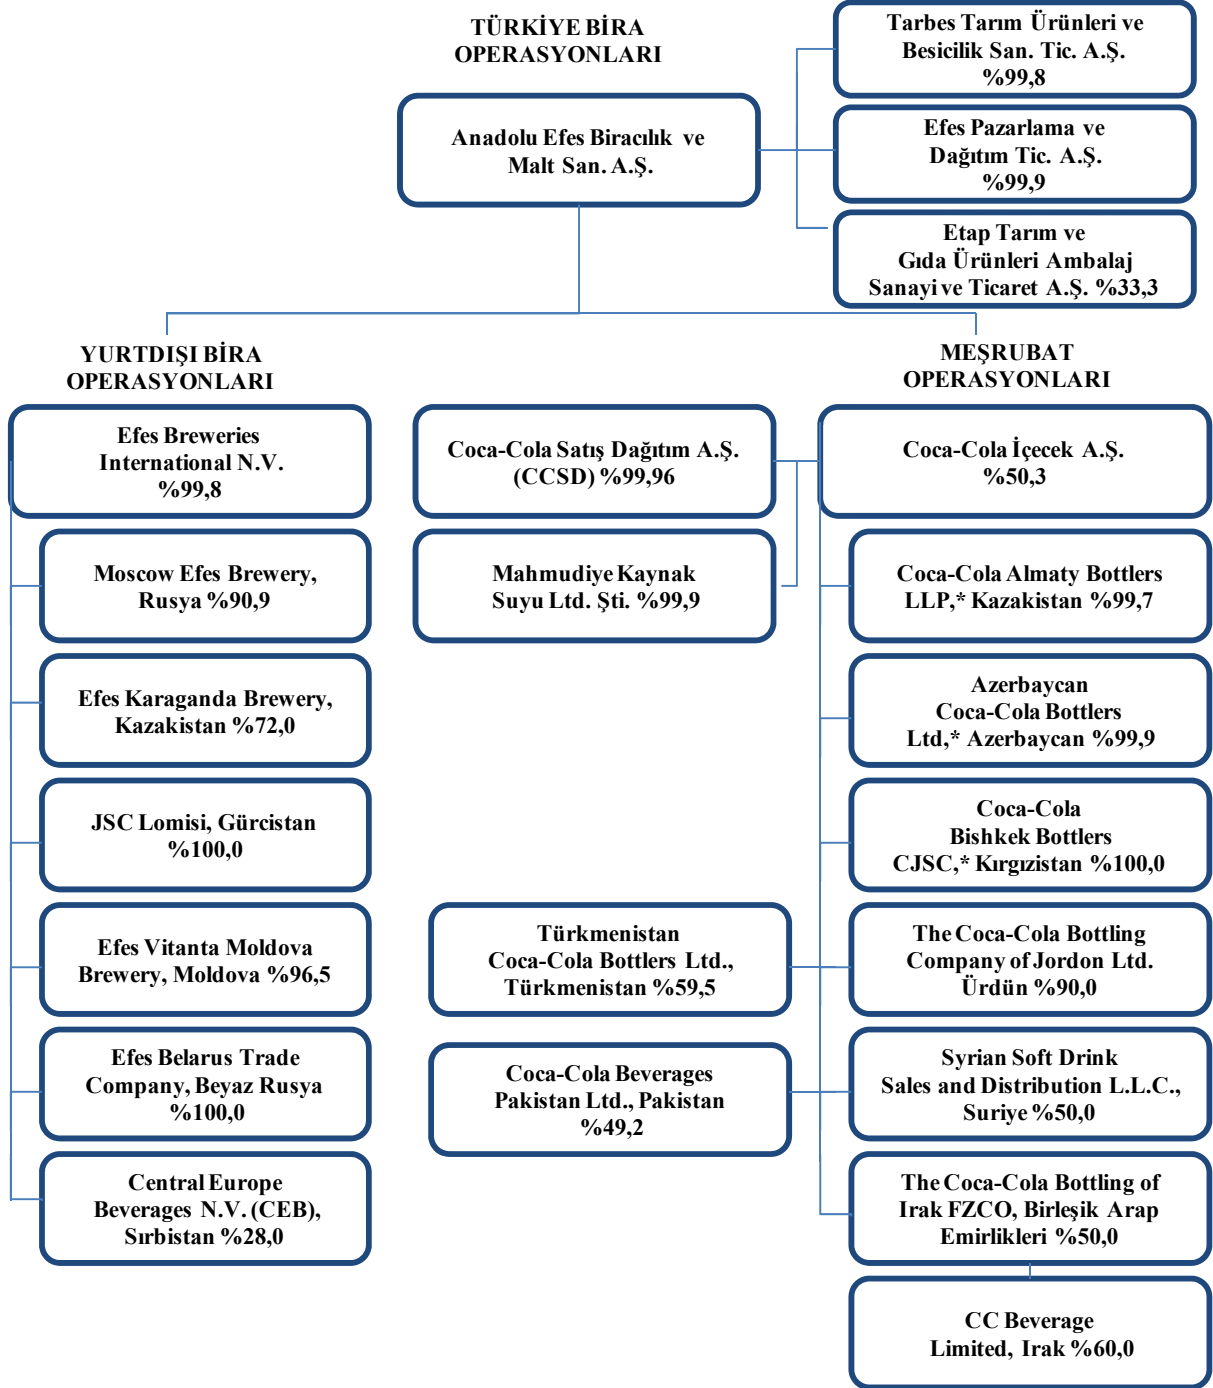 TÜRKİYE BİRA
OPERASYONLARI
Anadolu Efes Biracılık ve
Malt San. A.Ş.
Tarbes Tarım Ürünleri ve
Besicilik San. Tic. A.Ş.
%99,8
Efes Pazarlama ve
Dağıtım Tic. A.Ş.
%99,9
Etap Tarım ve
Gıda Ürünleri Ambalaj
Sanayi ve Ticaret A.Ş. %33,3
YURTDIŞI BİRA
OPERASYONLARI
Efes Breweries
International N.V.
%99,8
Moscow Efes Brewery,
Rusya %90,9
Efes Karaganda Brewery,
Kazakistan %72,0
JSC Lomisi, Gürcistan
%100,0
Efes Vitanta Moldova
Brewery, Moldova %96,5
Efes Belarus Trade
Company, Beyaz Rusya
%100,0
Central Europe
Beverages N.V. (CEB),
Sırbistan %28,0
MEŞRUBAT
OPERASYONLARI
Coca-Cola Satış Dağıtım A.Ş.
(CCSD) %99,96
Mahmudiye Kaynak
Suyu Ltd. Şti. %99,9
Türkmenistan
Coca-Cola Bottlers Ltd.,
Türkmenistan %59,5
Coca-Cola Beverages
Pakistan Ltd., Pakistan
%49,2
Coca-Cola İçecek A.Ş.
%50,3
Coca-Cola Almaty Bottlers
LLP,* Kazakistan %99,7
Azerbaycan
Coca-Cola Bottlers
Ltd,* Azerbaycan %99,9
Coca-Cola
Bishkek Bottlers
CJSC,* Kırgızistan %100,0
The Coca-Cola Bottling
Company of Jordon Ltd.
Ürdün %90,0
Syrian Soft Drink
Sales and Distribution L.L.C.,
Suriye %50,0
The Coca-Cola Bottling of
Irak FZCO, Birleşik Arap
Emirlikleri %50,0
CC Beverage
Limited, Irak %60,0